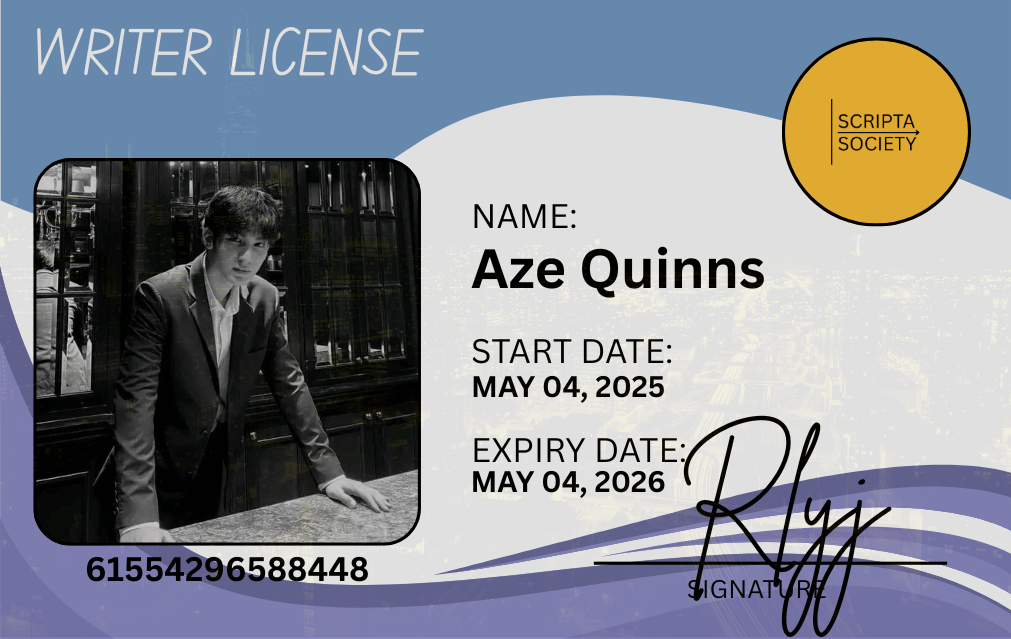 WRITER LICENSE
SCRIPTA
SOCIETY
NAME:
Aze Quinns
START DATE:
MAY 04, 2025
EXPIRY DATE:
MAY 04, 2026
61554296588448
SIGNATURE